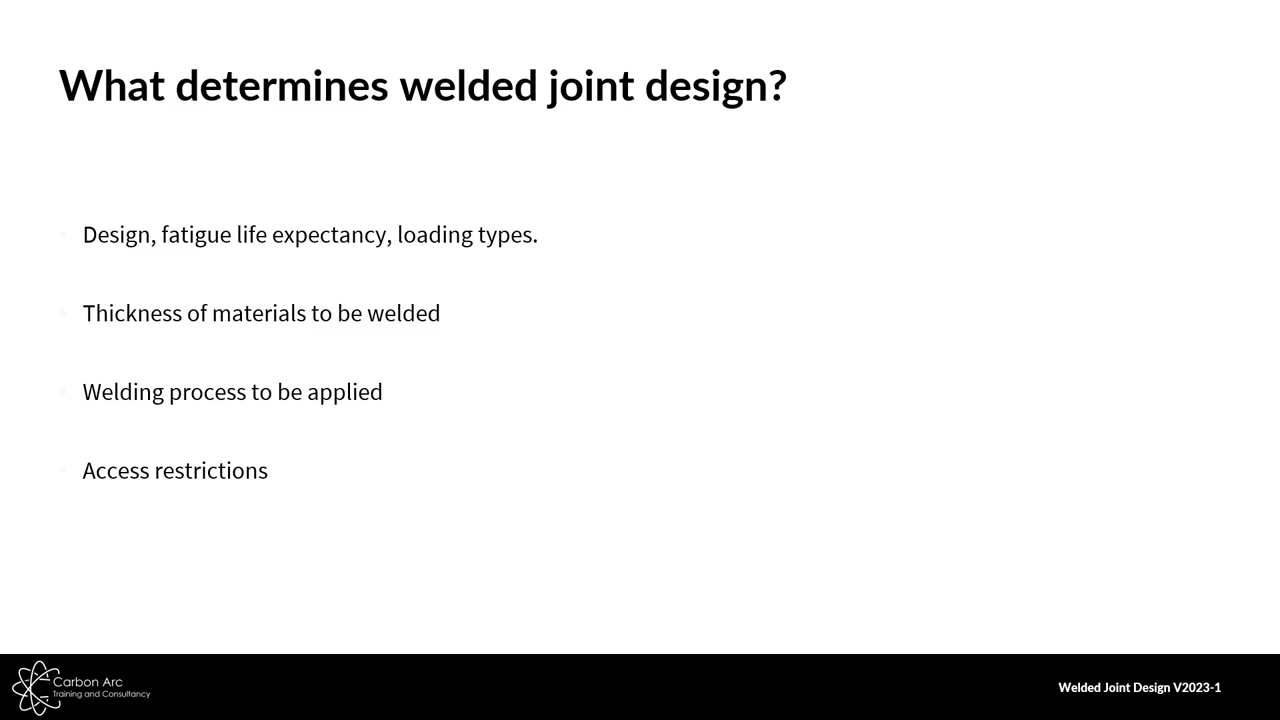 What determines welded joint design?
Design, fatigue life expectancy, loading types.
Thickness of materials to be welded
Welding process to be applied
Access restrictions
Carbon Arc
Training and Consultancy
Welded Joint Design V2023-1